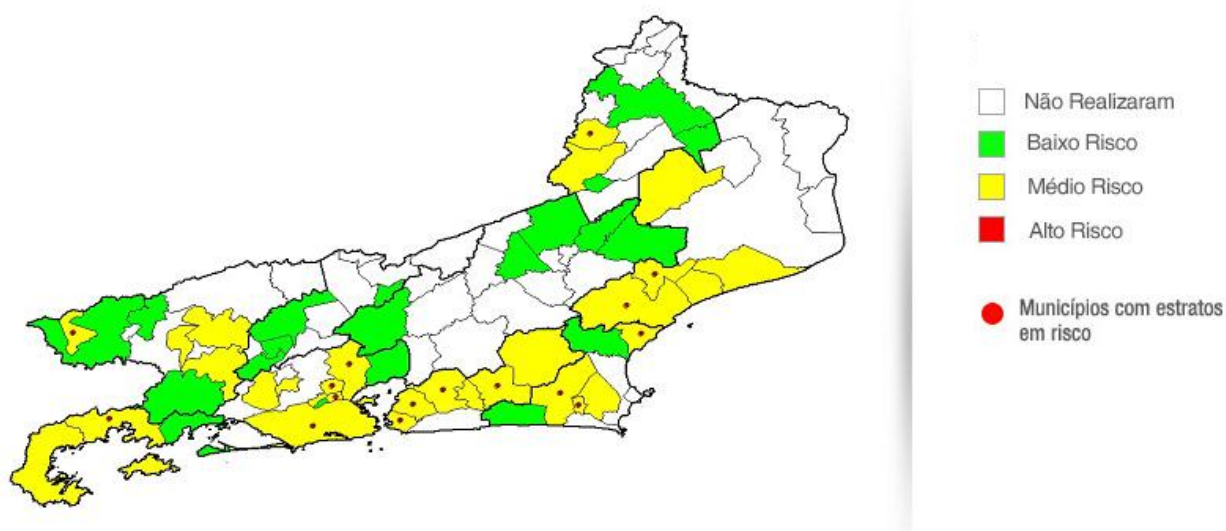 Não Realizaram
Baixo Risco
Médio Risco
Alto Risco
Municípios com estratos
em risco